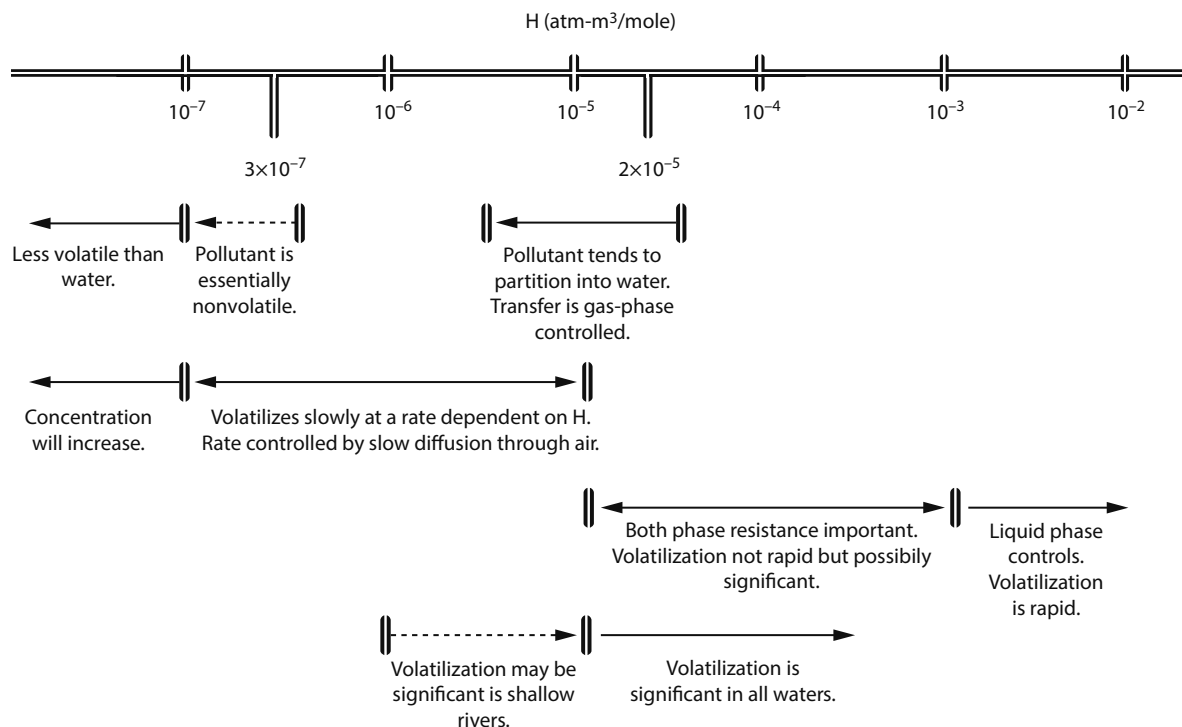 H (atm-m³/mole)
10⁻⁷
10⁻⁶
10⁻⁵
10⁻⁴
10⁻³
10⁻²
3×10⁻⁷
2×10⁻⁵
Less volatile than
water.
Pollutant is
essentially
nonvolatile.
Pollutant tends to
partition into water.
Transfer is gas-phase
controlled.
Concentration
will increase.
Volatilizes slowly at a rate dependent on H.
Rate controlled by slow diffusion through air.
Both phase resistance important.
Volatilization not rapid but possibily
significant.
Liquid phase
controls.
Volatilization
is rapid.
Volatilization may be
significant is shallow
rivers.
Volatilization is
significant in all waters.